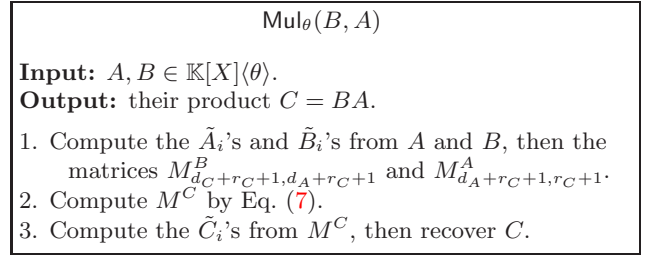 Mul_θ(B, A)
Input: A, B ∈ 𝕂[X]⟨θ⟩.
Output: their product C = BA.
1. Compute the Ã_i's and B̃_i's from A and B, then the
matrices M^B_{d_C+r_C+1,d_A+r_C+1} and M^A_{d_A+r_C+1,r_C+1}.
2. Compute M^C by Eq. (7).
3. Compute the C̃_i's from M^C, then recover C.